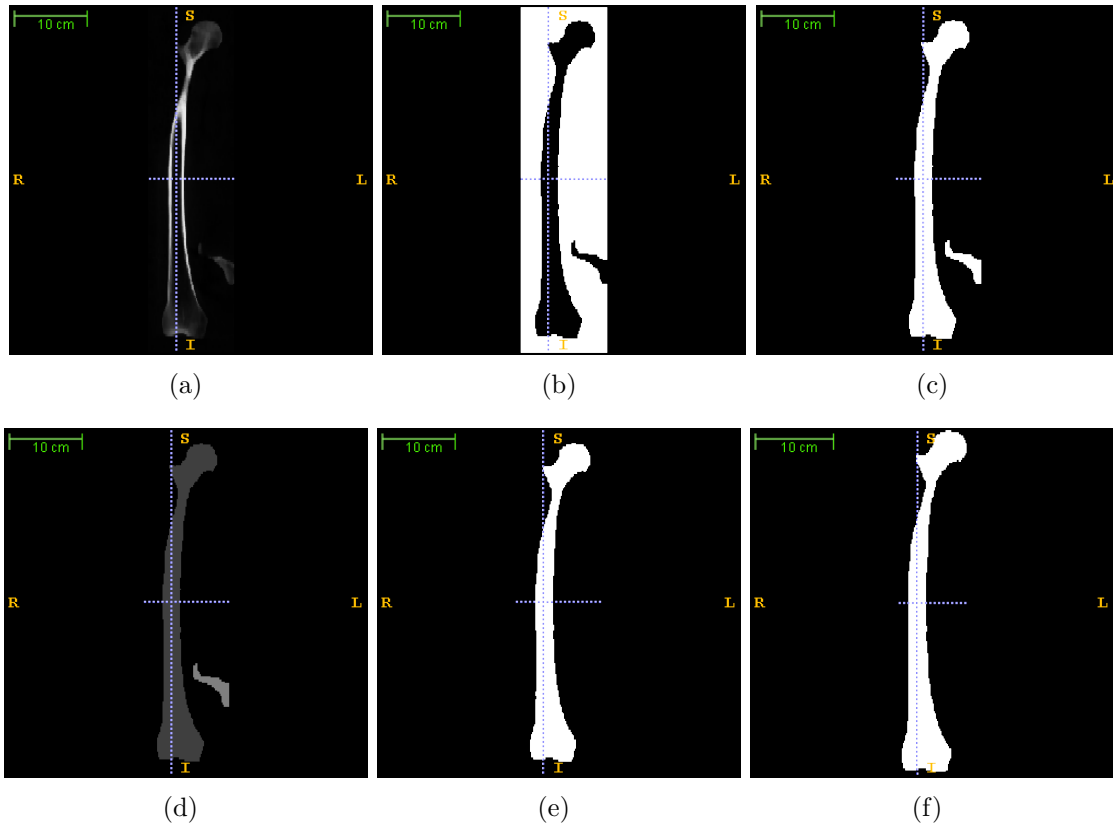 10 cm S 10 cm S 10 cm S
R L R L R L
I I I
(a) (b) (c)
10 cm S 10 cm S 10 cm S
R L R L R L
I I I
(d) (e) (f)